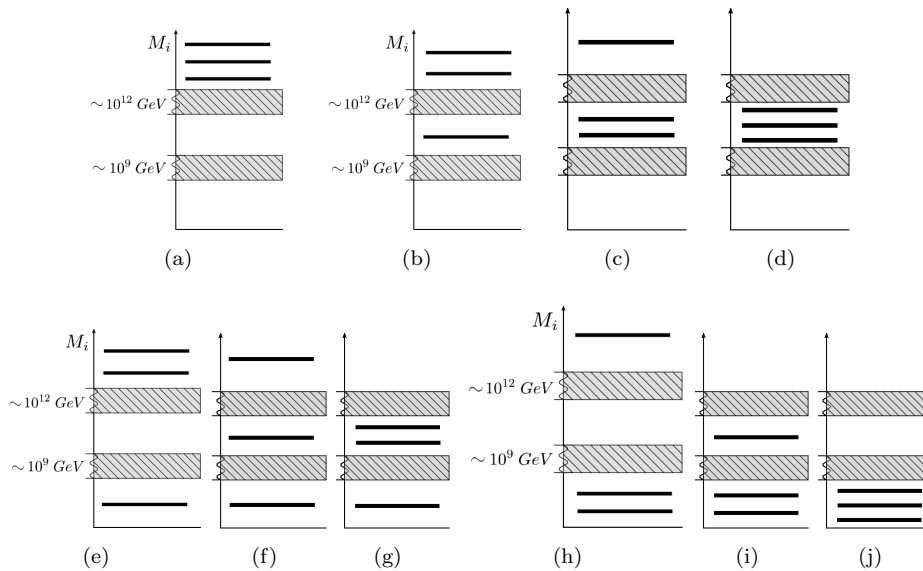 M_i
M_i
∼10^12 GeV
∼10^12 GeV
∼10^9 GeV
∼10^9 GeV
(a)
(b)
(c)
(d)
M_i
M_i
∼10^12 GeV
∼10^12 GeV
∼10^9 GeV
∼10^9 GeV
(e)
(f)
(g)
(h)
(i)
(j)